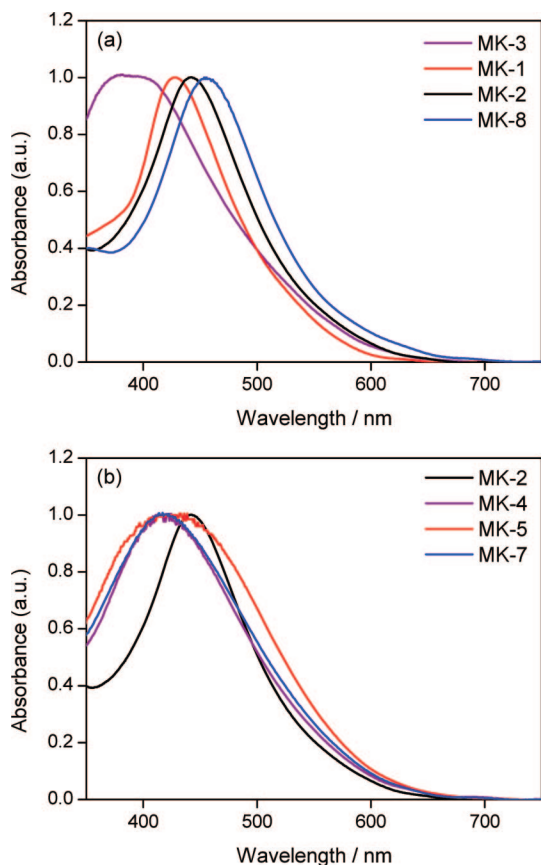 (a)
MK-3
MK-1
MK-2
MK-8
Absorbance (a.u.)
1.2
1.0
0.8
0.6
0.4
0.2
0.0
400 500 600 700
Wavelength / nm
(b)
MK-2
MK-4
MK-5
MK-7
Absorbance (a.u.)
1.2
1.0
0.8
0.6
0.4
0.2
0.0
400 500 600 700
Wavelength / nm